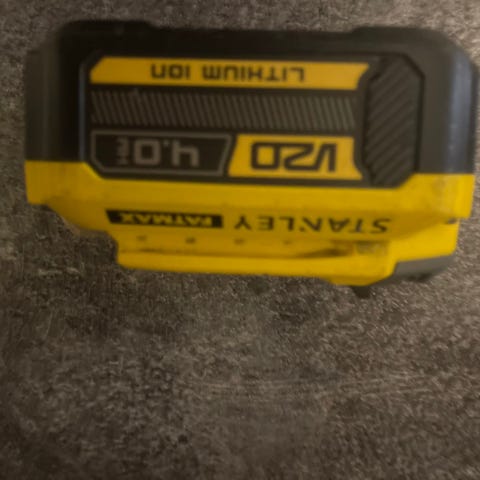 STANLEY FATMAX
V20 4.0AH
LITHIUM ION